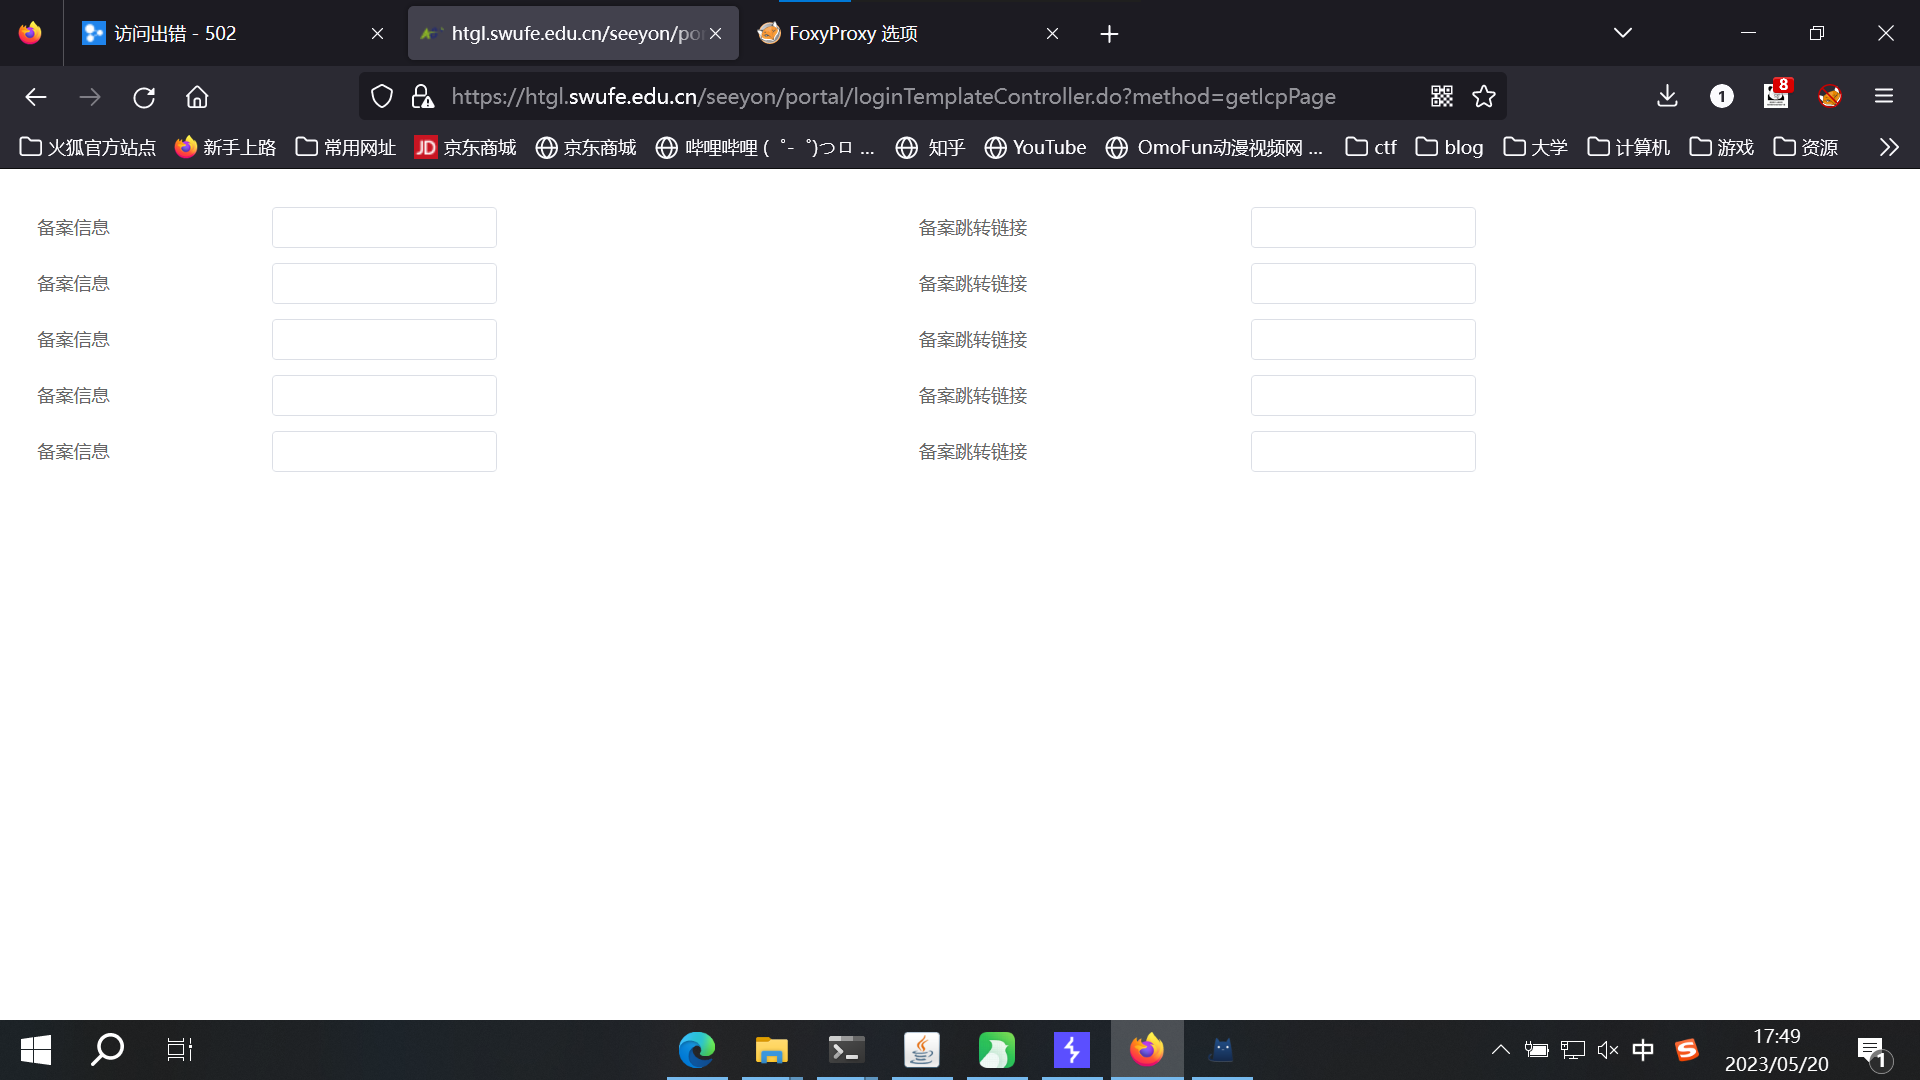 访问出错 - 502
htgl.swufe.edu.cn/seeyon/po
FoxyProxy 选项
https://htgl.swufe.edu.cn/seeyon/portal/loginTemplateController.do?method=getIcpPage
1
8
火狐官方站点 新手上路 常用网址 JD 京东商城 京东商城 哔哩哔哩 ( ゜- ゜)つロ ... 知乎 YouTube OmoFun动漫视频网 ... ctf blog 大学 计算机 游戏 资源
备案信息 备案跳转链接
备案信息 备案跳转链接
备案信息 备案跳转链接
备案信息 备案跳转链接
备案信息 备案跳转链接
中
17:49
2023/05/20
1